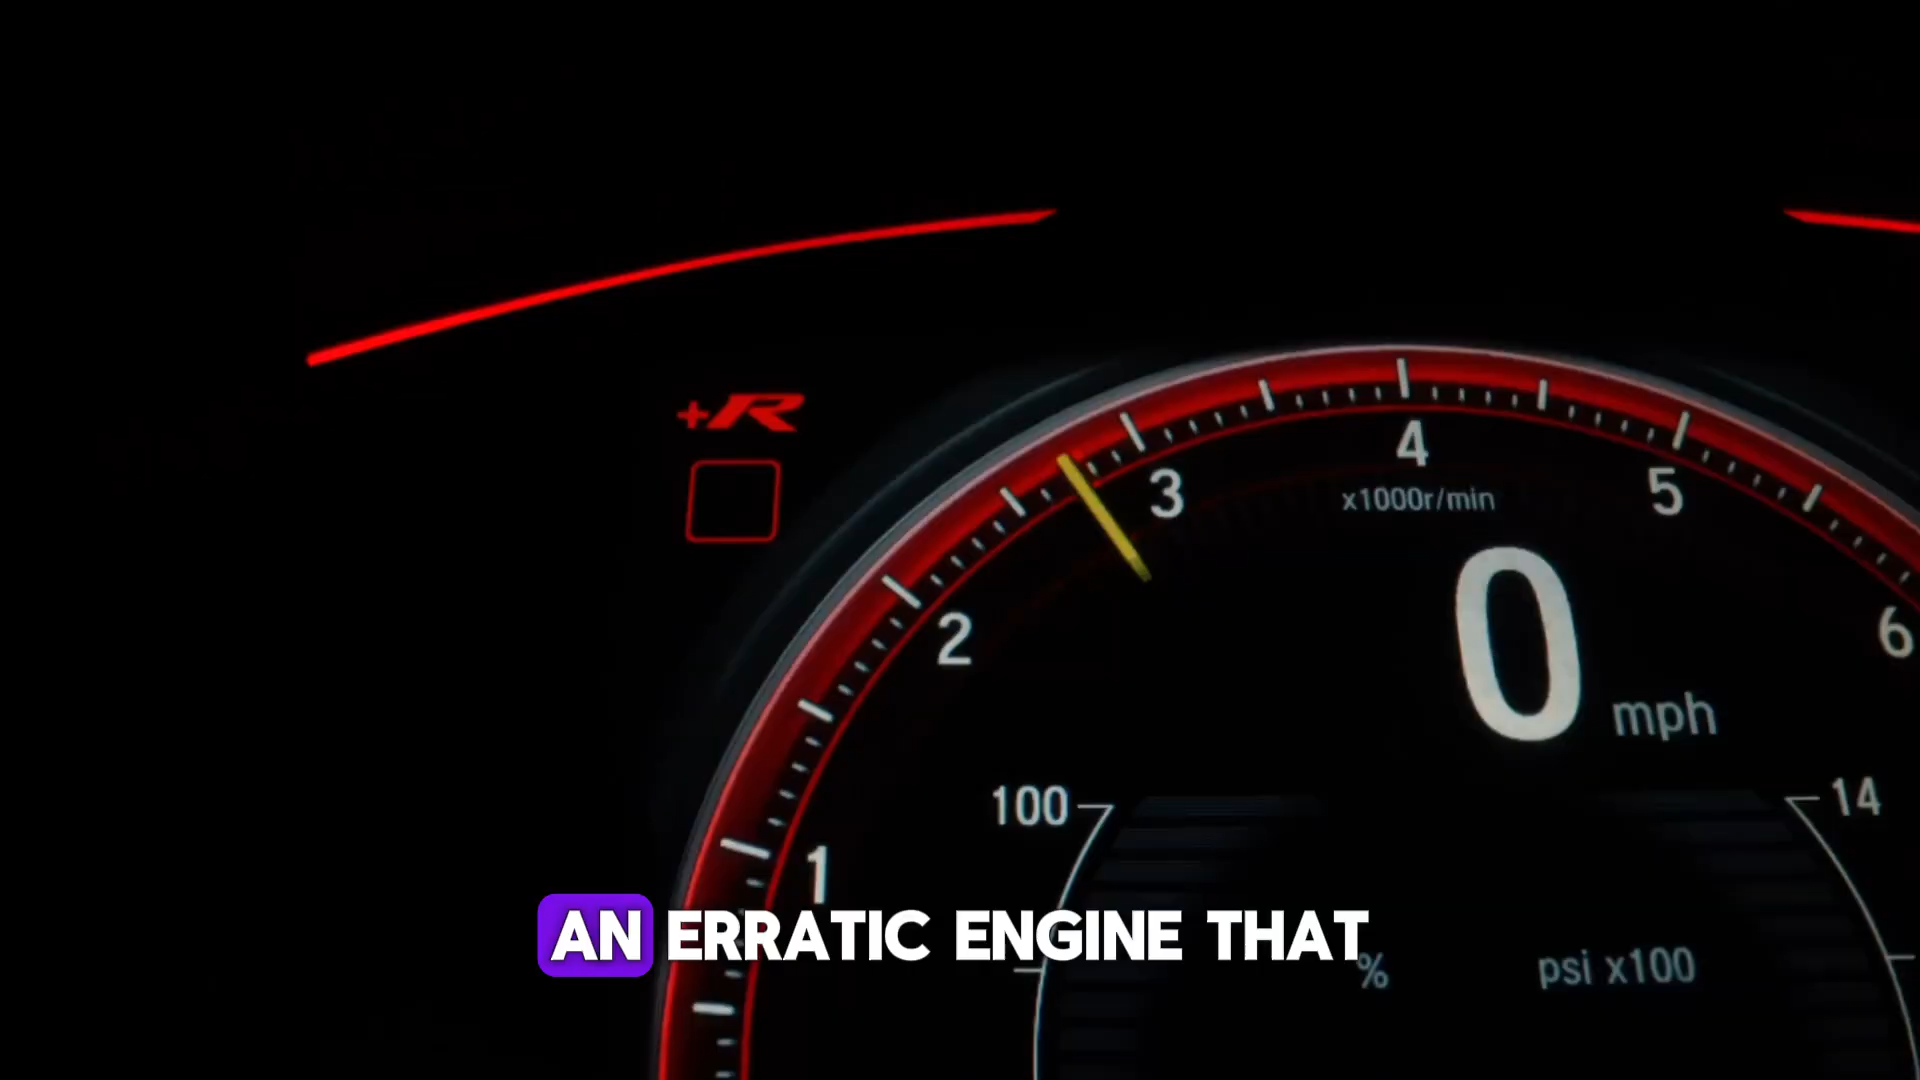 +R
4
3
5
x1000r/min
2
0
6
mph
100
14
1
AN ERRATIC ENGINE THAT
%
psi x100